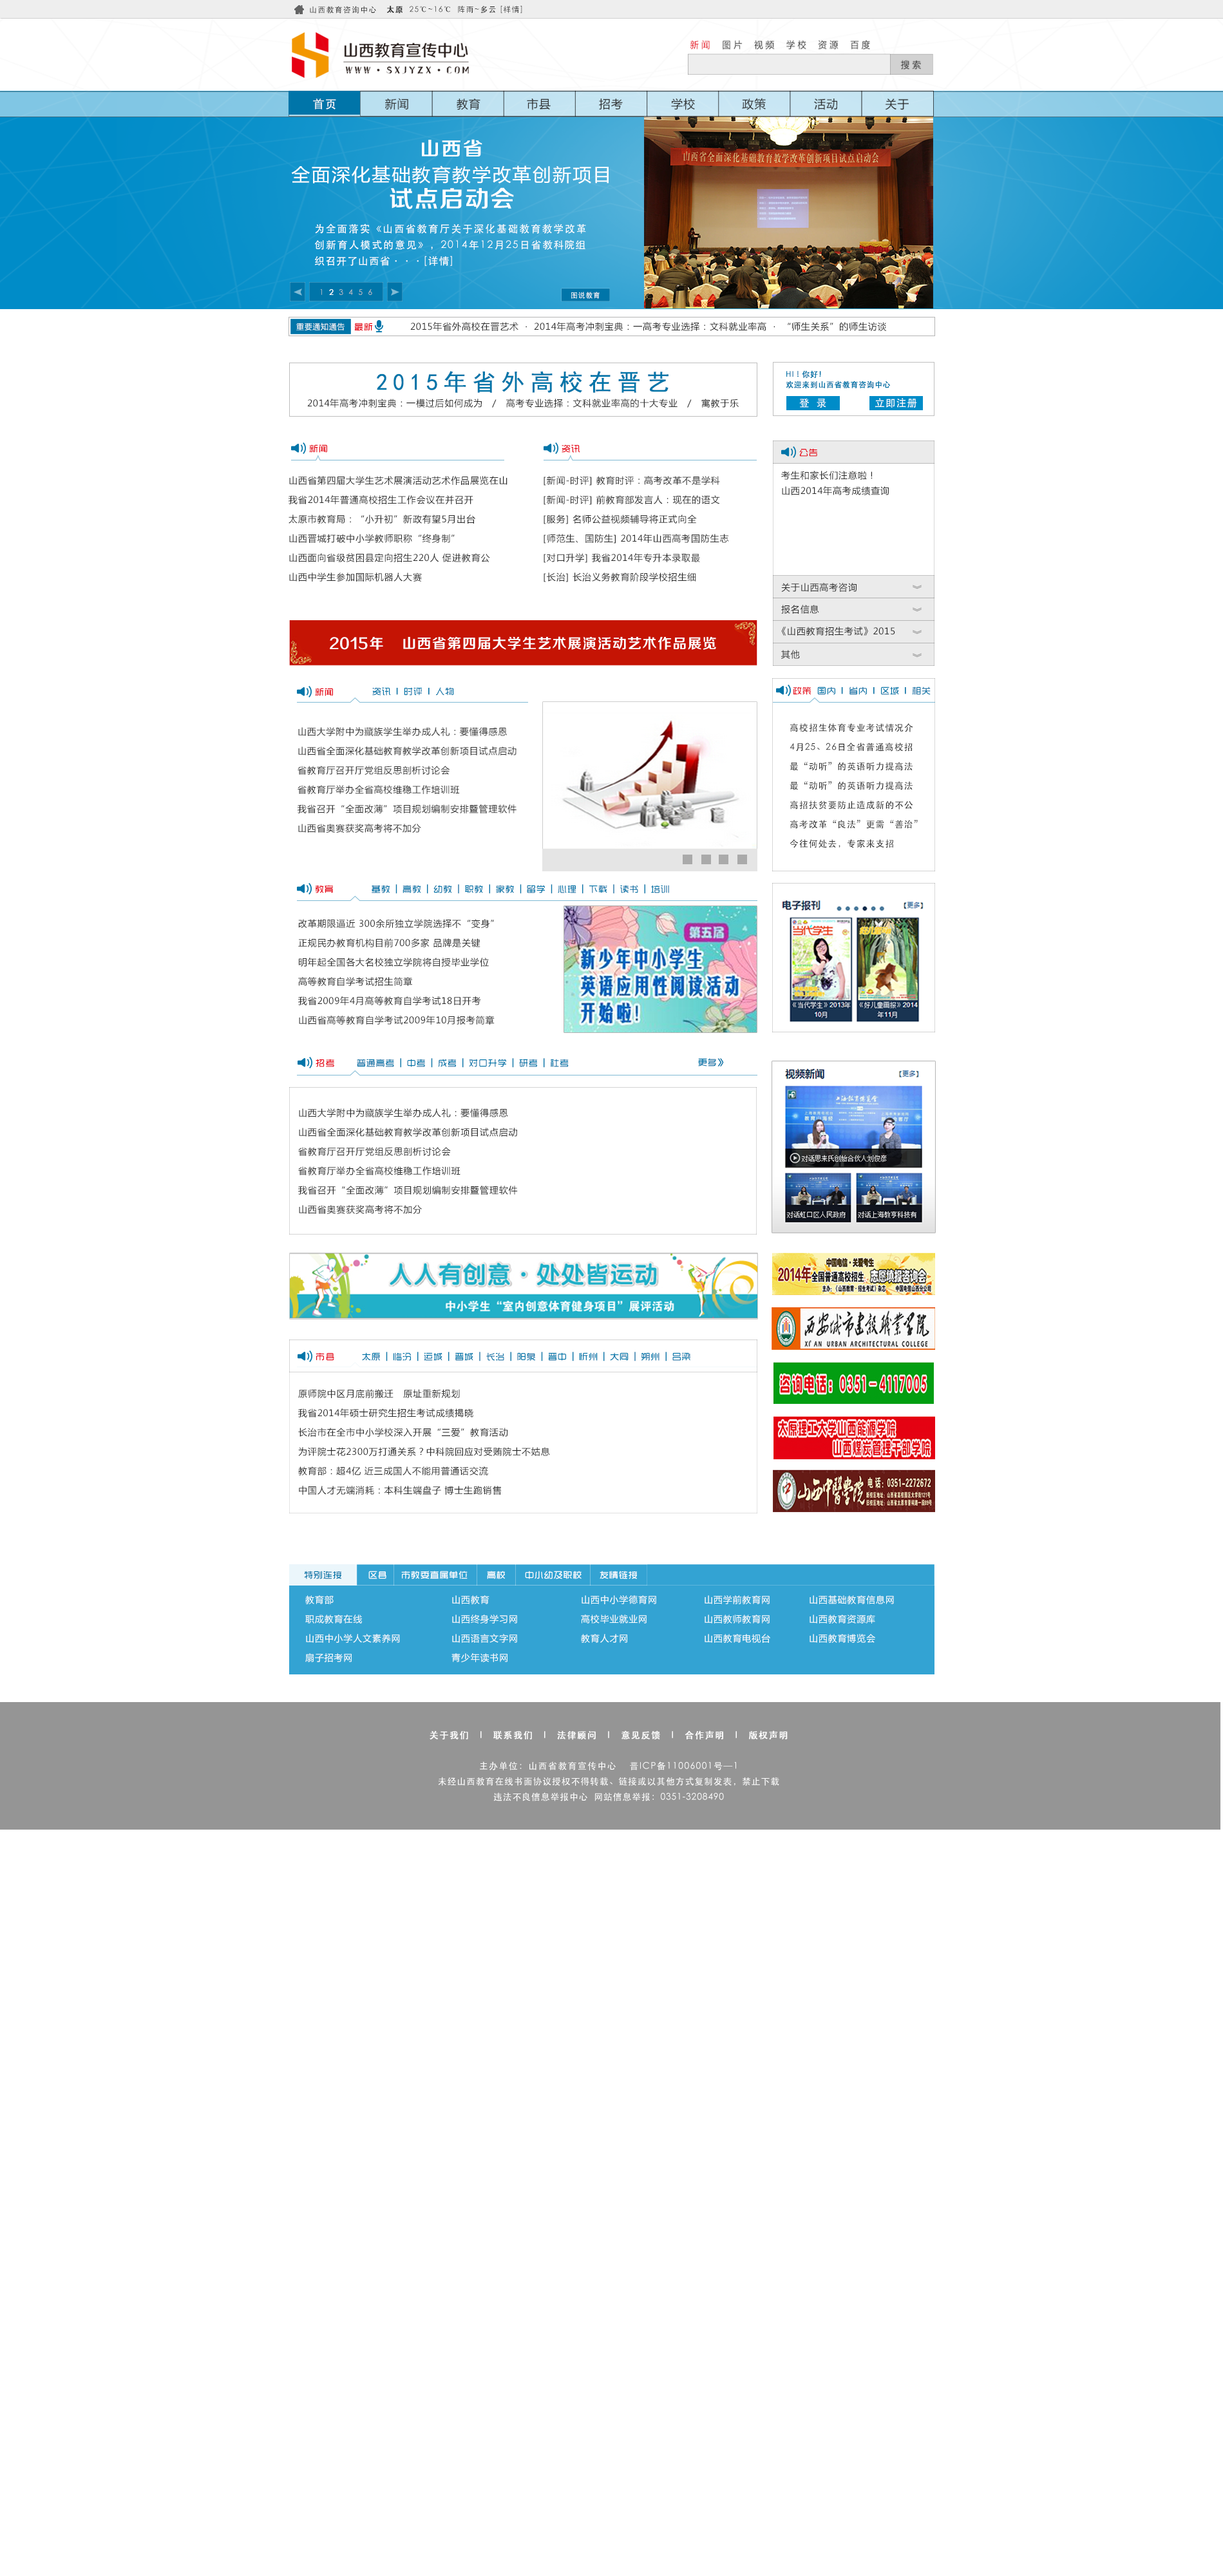 山西教育咨询中心 太原 25℃~16℃ 阵雨~多云 [详情]
山西教育宣传中心
WWW·SXJYZX·COM
新闻 图片 视频 学校 资源 百度
搜索
首页 新闻 教育 市县 招考 学校 政策 活动 关于
山西省
全面深化基础教育教学改革创新项目
试点启动会
为全面落实《山西省教育厅关于深化基础教育教学改革
创新育人模式的意见》，2014年12月25日省教科院组
织召开了山西省···[详情]
1 2 3 4 5 6
图说教育
山西省全面深化基础教育教学改革创新项目试点启动会
重要通知通告 最新 2015年省外高校在晋艺术 · 2014年高考冲刺宝典：一高考专业选择：文科就业率高 · “师生关系”的师生访谈
2015年省外高校在晋艺
2014年高考冲刺宝典：一模过后如何成为 / 高考专业选择：文科就业率高的十大专业 / 寓教于乐
HI！你好！
欢迎来到山西省教育咨询中心
登 录 立即注册
新闻
山西省第四届大学生艺术展演活动艺术作品展览在山
我省2014年普通高校招生工作会议在并召开
太原市教育局：“小升初”新政有望5月出台
山西晋城打破中小学教师职称“终身制”
山西面向省级贫困县定向招生220人 促进教育公
山西中学生参加国际机器人大赛
资讯
[新闻-时评] 教育时评：高考改革不是学科
[新闻-时评] 前教育部发言人：现在的语文
[服务] 名师公益视频辅导将正式向全
[师范生、国防生] 2014年山西高考国防生志
[对口升学] 我省2014年专升本录取最
[长治] 长治义务教育阶段学校招生细
公告
考生和家长们注意啦！
山西2014年高考成绩查询
关于山西高考咨询
报名信息
《山西教育招生考试》2015
其他
2015年 山西省第四届大学生艺术展演活动艺术作品展览
新闻 资讯 | 时评 | 人物
山西大学附中为藏族学生举办成人礼：要懂得感恩
山西省全面深化基础教育教学改革创新项目试点启动
省教育厅召开厅党组反思剖析讨论会
省教育厅举办全省高校维稳工作培训班
我省召开“全面改薄”项目规划编制安排暨管理软件
山西省奥赛获奖高考将不加分
政策 国内 | 省内 | 区域 | 相关
高校招生体育专业考试情况介
4月25、26日全省普通高校招
最“动听”的英语听力提高法
最“动听”的英语听力提高法
高招扶贫要防止造成新的不公
高考改革“良法”更需“善治”
今往何处去，专家来支招
教育 基教 | 高教 | 幼教 | 职教 | 家教 | 留学 | 心理 | 下载 | 读书 | 培训
改革期限逼近 300余所独立学院选择不“变身”
正规民办教育机构目前700多家 品牌是关键
明年起全国各大名校独立学院将自授毕业学位
高等教育自学考试招生简章
我省2009年4月高等教育自学考试18日开考
山西省高等教育自学考试2009年10月报考简章
第五届
新少年中小学生
英语应用性阅读活动
开始啦！
电子报刊 【更多】
当代学生
好儿童画报
《当代学生》2013年
10月
《好儿童画报》2014
年11月
招考 普通高考 | 中考 | 成考 | 对口升学 | 研考 | 社考 更多》
山西大学附中为藏族学生举办成人礼：要懂得感恩
山西省全面深化基础教育教学改革创新项目试点启动
省教育厅召开厅党组反思剖析讨论会
省教育厅举办全省高校维稳工作培训班
我省召开“全面改薄”项目规划编制安排暨管理软件
山西省奥赛获奖高考将不加分
视频新闻 【更多】
对话思来氏创始合伙人刘俊彦
对话虹口区人民政府
对话上海教享科技有
人人有创意·处处皆运动
中小学生“室内创意体育健身项目”展评活动
中国电信·关爱考生
2014年全国普通高校招生 志愿填报咨询会
主办：《山西教育·招生考试》杂志 中国电信山西分公司
西安城市建设职业学院
XI' AN URBAN ARCHITECTURAL COLLEGE
咨询电话：0351-4117005
太原理工大学山西能源学院
山西煤炭管理干部学院
山西中医学院
电话：0351-2272672
市县 太原 | 临汾 | 运城 | 晋城 | 长治 | 阳泉 | 晋中 | 忻州 | 大同 | 朔州 | 吕梁
原师院中区月底前搬迁 原址重新规划
我省2014年硕士研究生招生考试成绩揭晓
长治市在全市中小学校深入开展“三爱”教育活动
为评院士花2300万打通关系？中科院回应对受贿院士不姑息
教育部：超4亿 近三成国人不能用普通话交流
中国人才无端消耗：本科生端盘子 博士生跑销售
特别连接 区县 市教委直属单位 高校 中小幼及职校 友情链接
教育部 山西教育 山西中小学德育网 山西学前教育网 山西基础教育信息网
职成教育在线 山西终身学习网 高校毕业就业网 山西教师教育网 山西教育资源库
山西中小学人文素养网 山西语言文字网 教育人才网 山西教育电视台 山西教育博览会
扇子招考网 青少年读书网
关于我们 | 联系我们 | 法律顾问 | 意见反馈 | 合作声明 | 版权声明
主办单位：山西省教育宣传中心 晋ICP备11006001号—1
未经山西教育在线书面协议授权不得转载、链接或以其他方式复制发表。禁止下载
违法不良信息举报中心 网站信息举报：0351-3208490